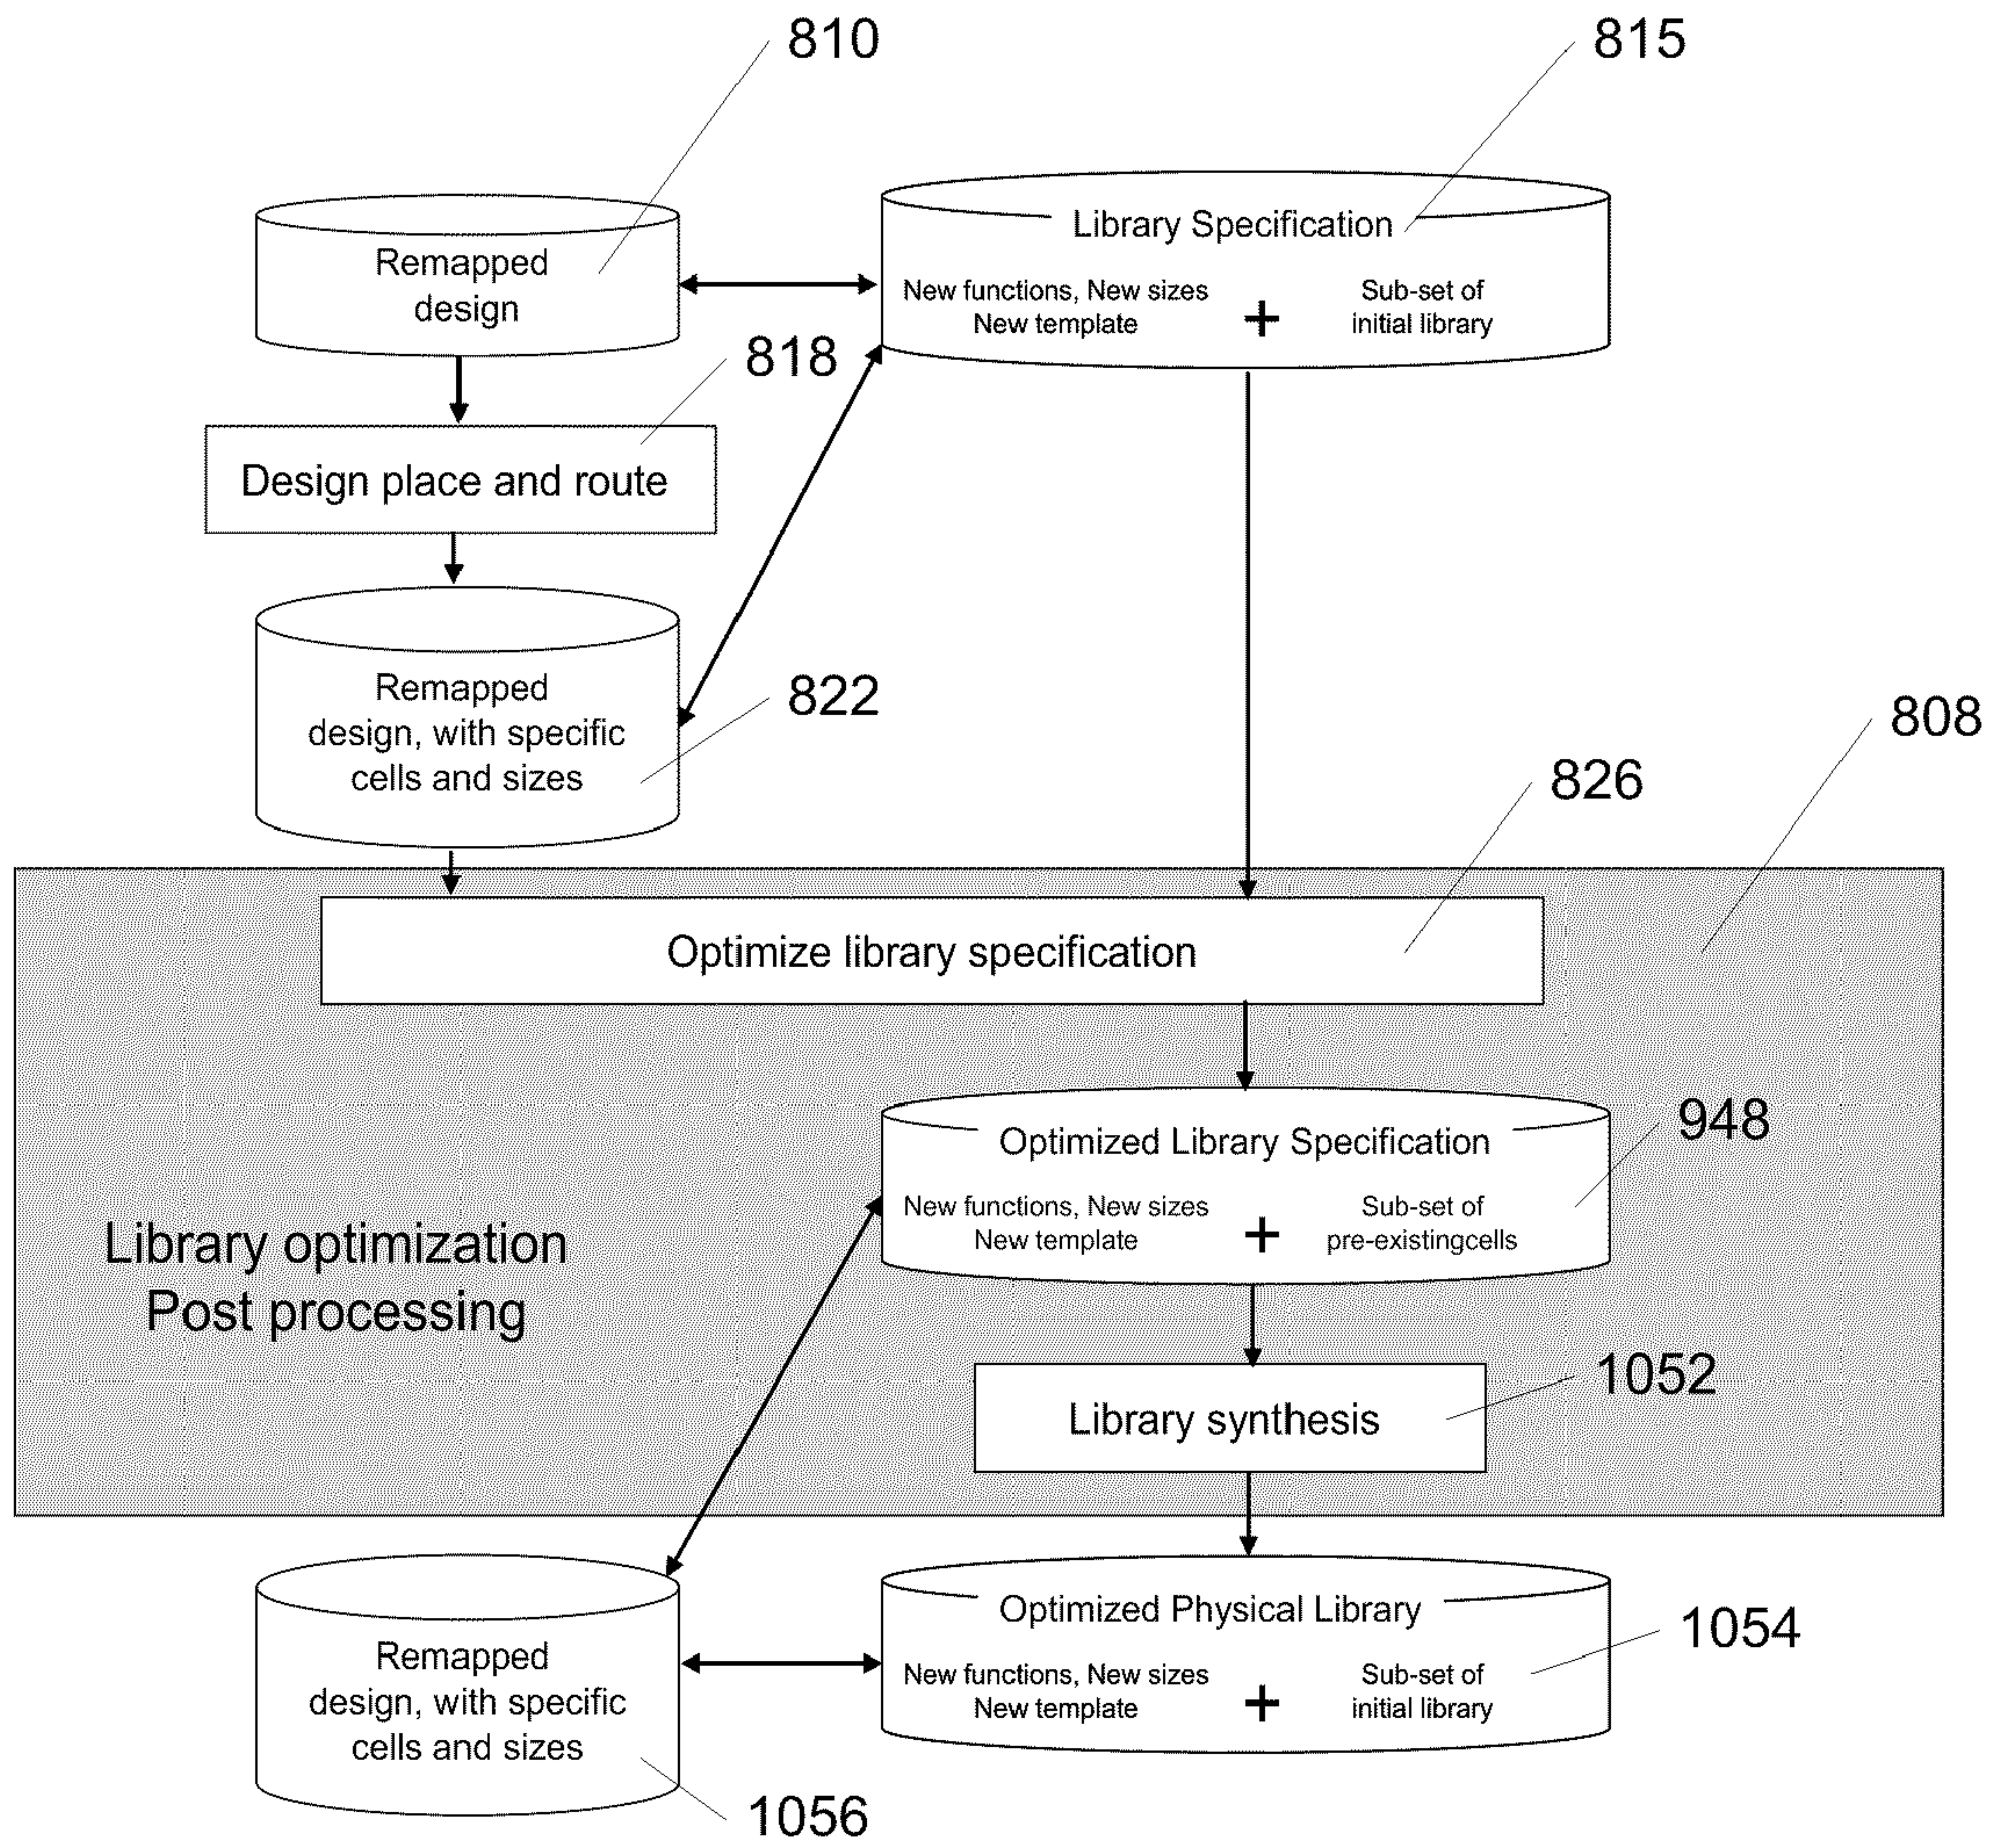 810
815
Remapped
design
Library Specification
New functions, New sizes
New template
+
Sub-set of
initial library
818
Design place and route
Remapped
design, with specific
cells and sizes
822
808
826
Optimize library specification
948
Optimized Library Specification
New functions, New sizes
New template
+
Sub-set of
pre-existingcells
Library optimization
Post processing
1052
Library synthesis
Optimized Physical Library
1054
New functions, New sizes
New template
+
Sub-set of
initial library
Remapped
design, with specific
cells and sizes
1056